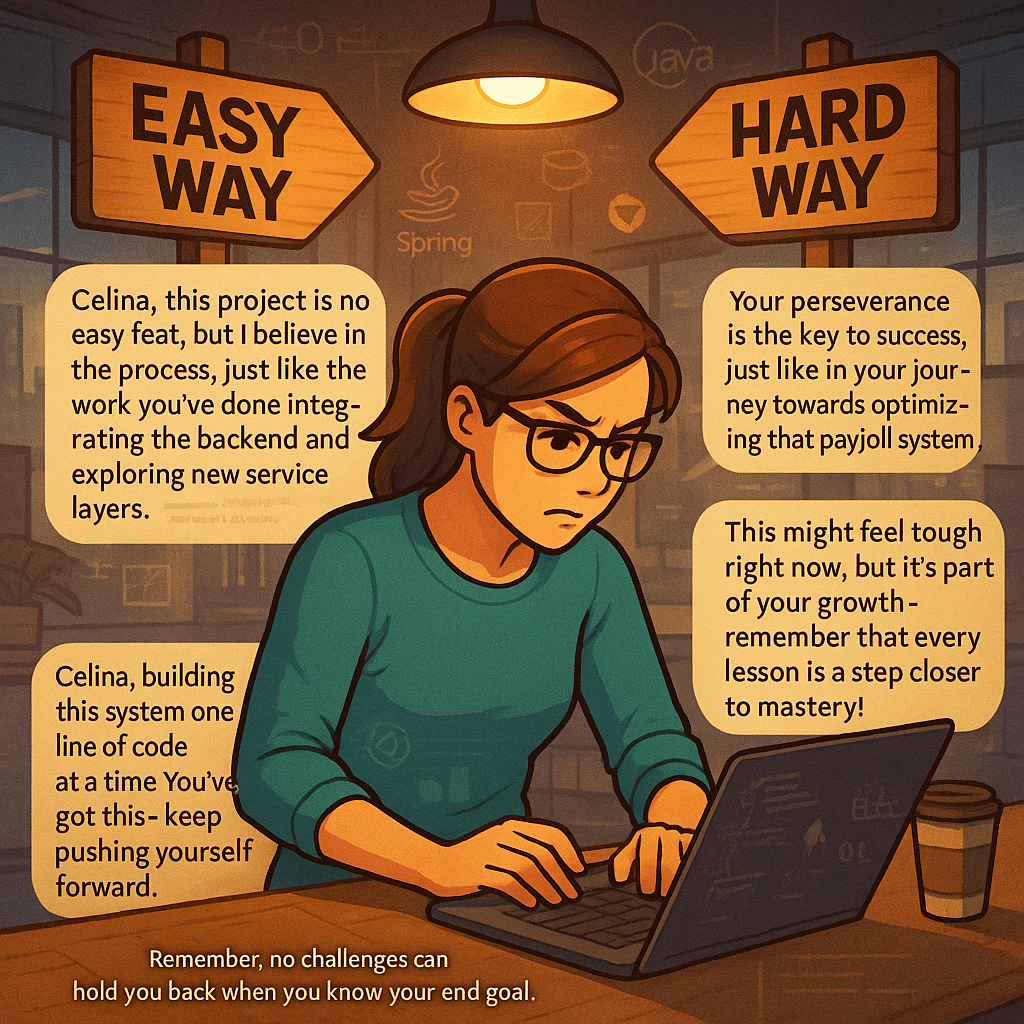 EASY
WAY
HARD
WAY
Java
Spring
Celina, this project is no
easy feat, but I believe in
the process, just like the
work you've done integ-
rating the backend and
exploring new service
layers.
Your perseverance
is the key to success,
just like in your jour-
ney towards optimiz-
ing that payjoll system.
This might feel tough
right now, but it's part
of your growth-
remember that every
lesson is a step closer
to mastery!
Celina, building
this system one
line of code
at a time You've
got this- keep
pushing yourself
forward.
Remember, no challenges can
hold you back when you know your end goal.